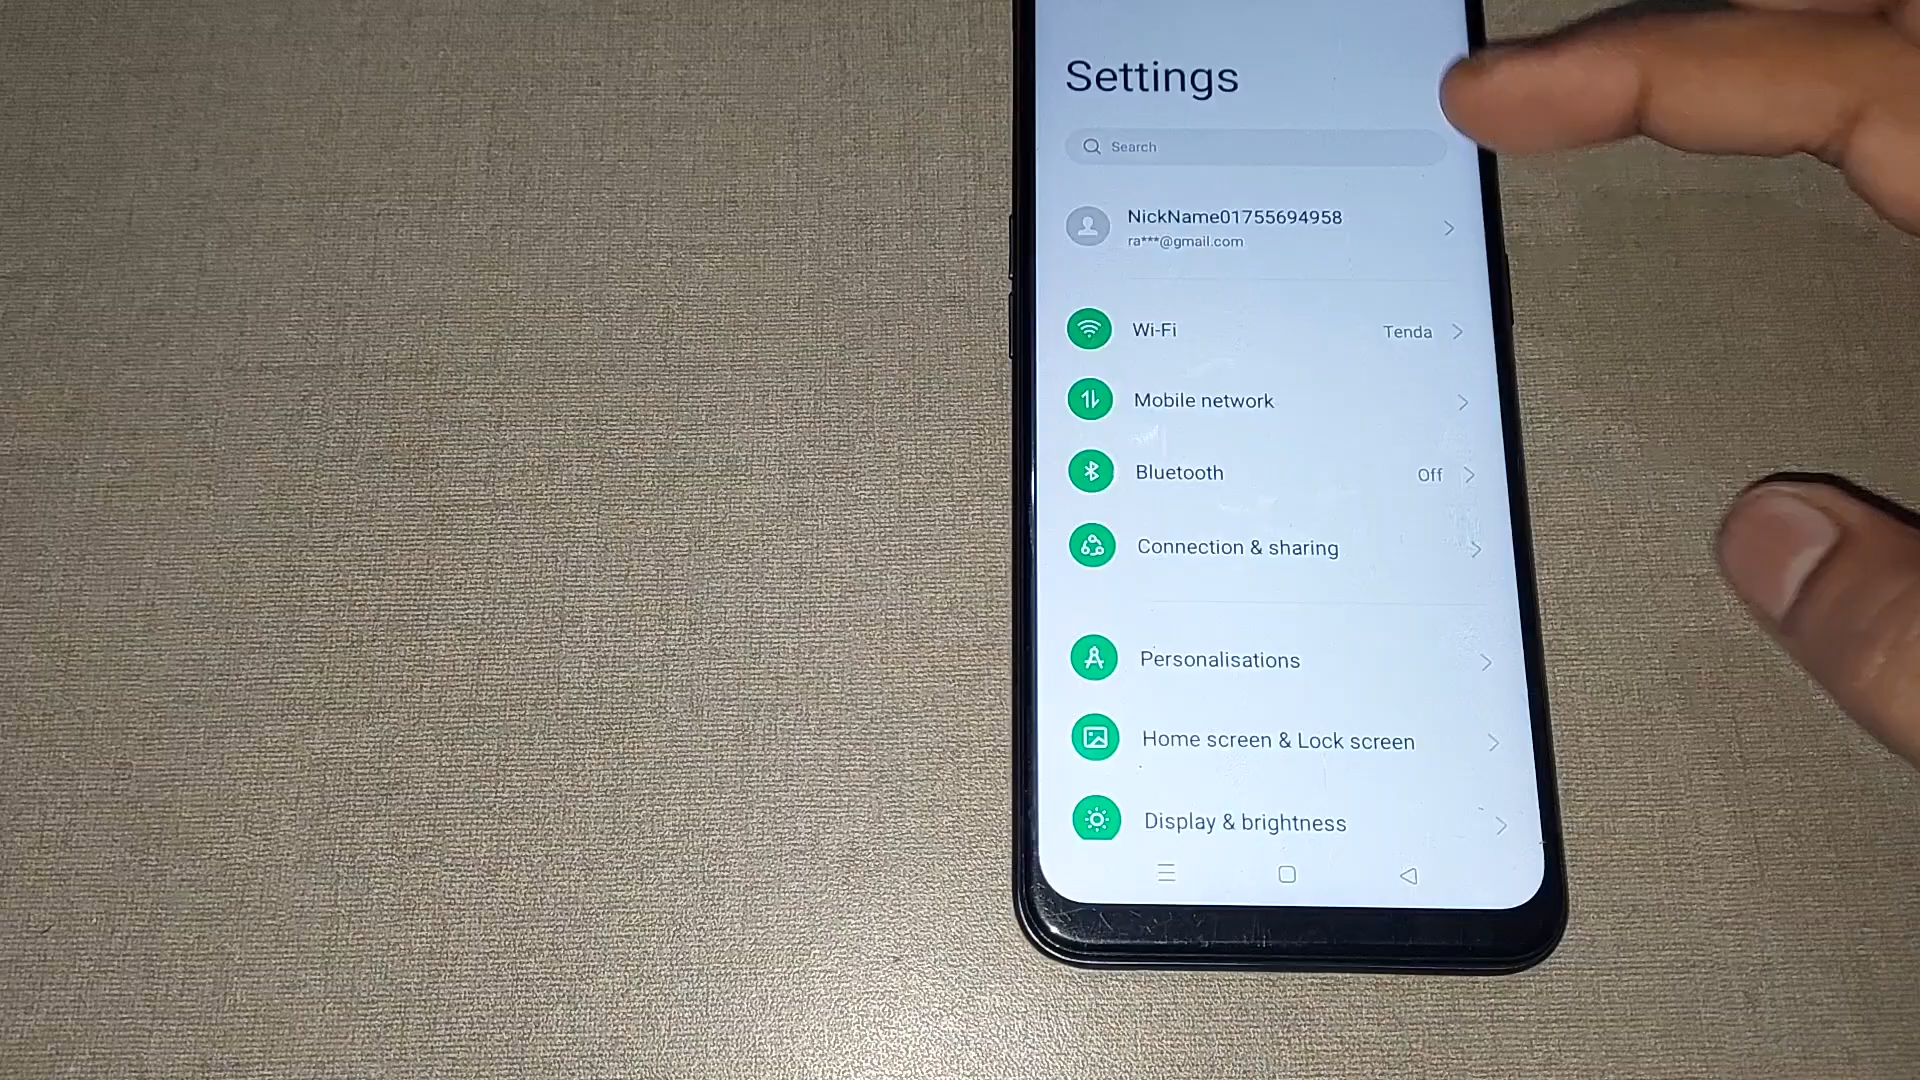 Settings
Search
NickName01755694958
ra***@gmail.com
Wi-Fi Tenda
Mobile network
Bluetooth Off
Connection & sharing
Personalisations
Home screen & Lock screen
Display & brightness